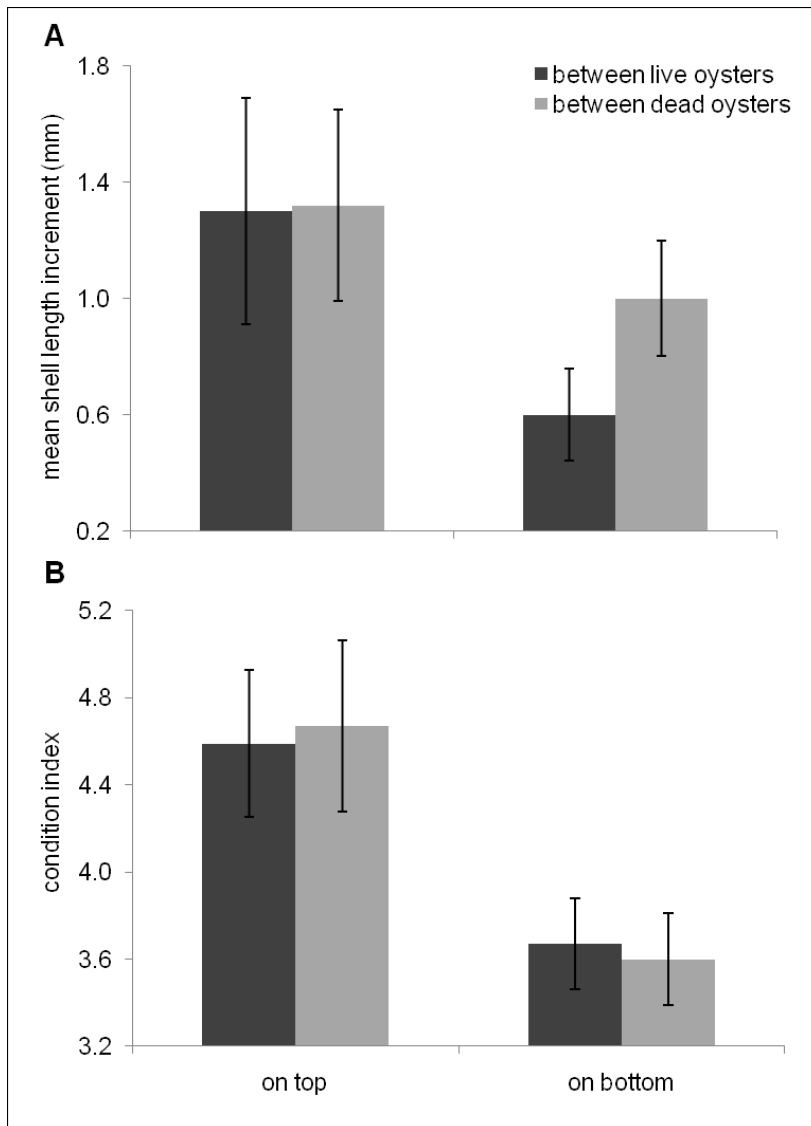 A
1.8
between live oysters
between dead oysters
1.4
1.0
0.6
0.2
mean shell length increment (mm)
B
5.2
4.8
4.4
4.0
3.6
3.2
condition index
on top
on bottom